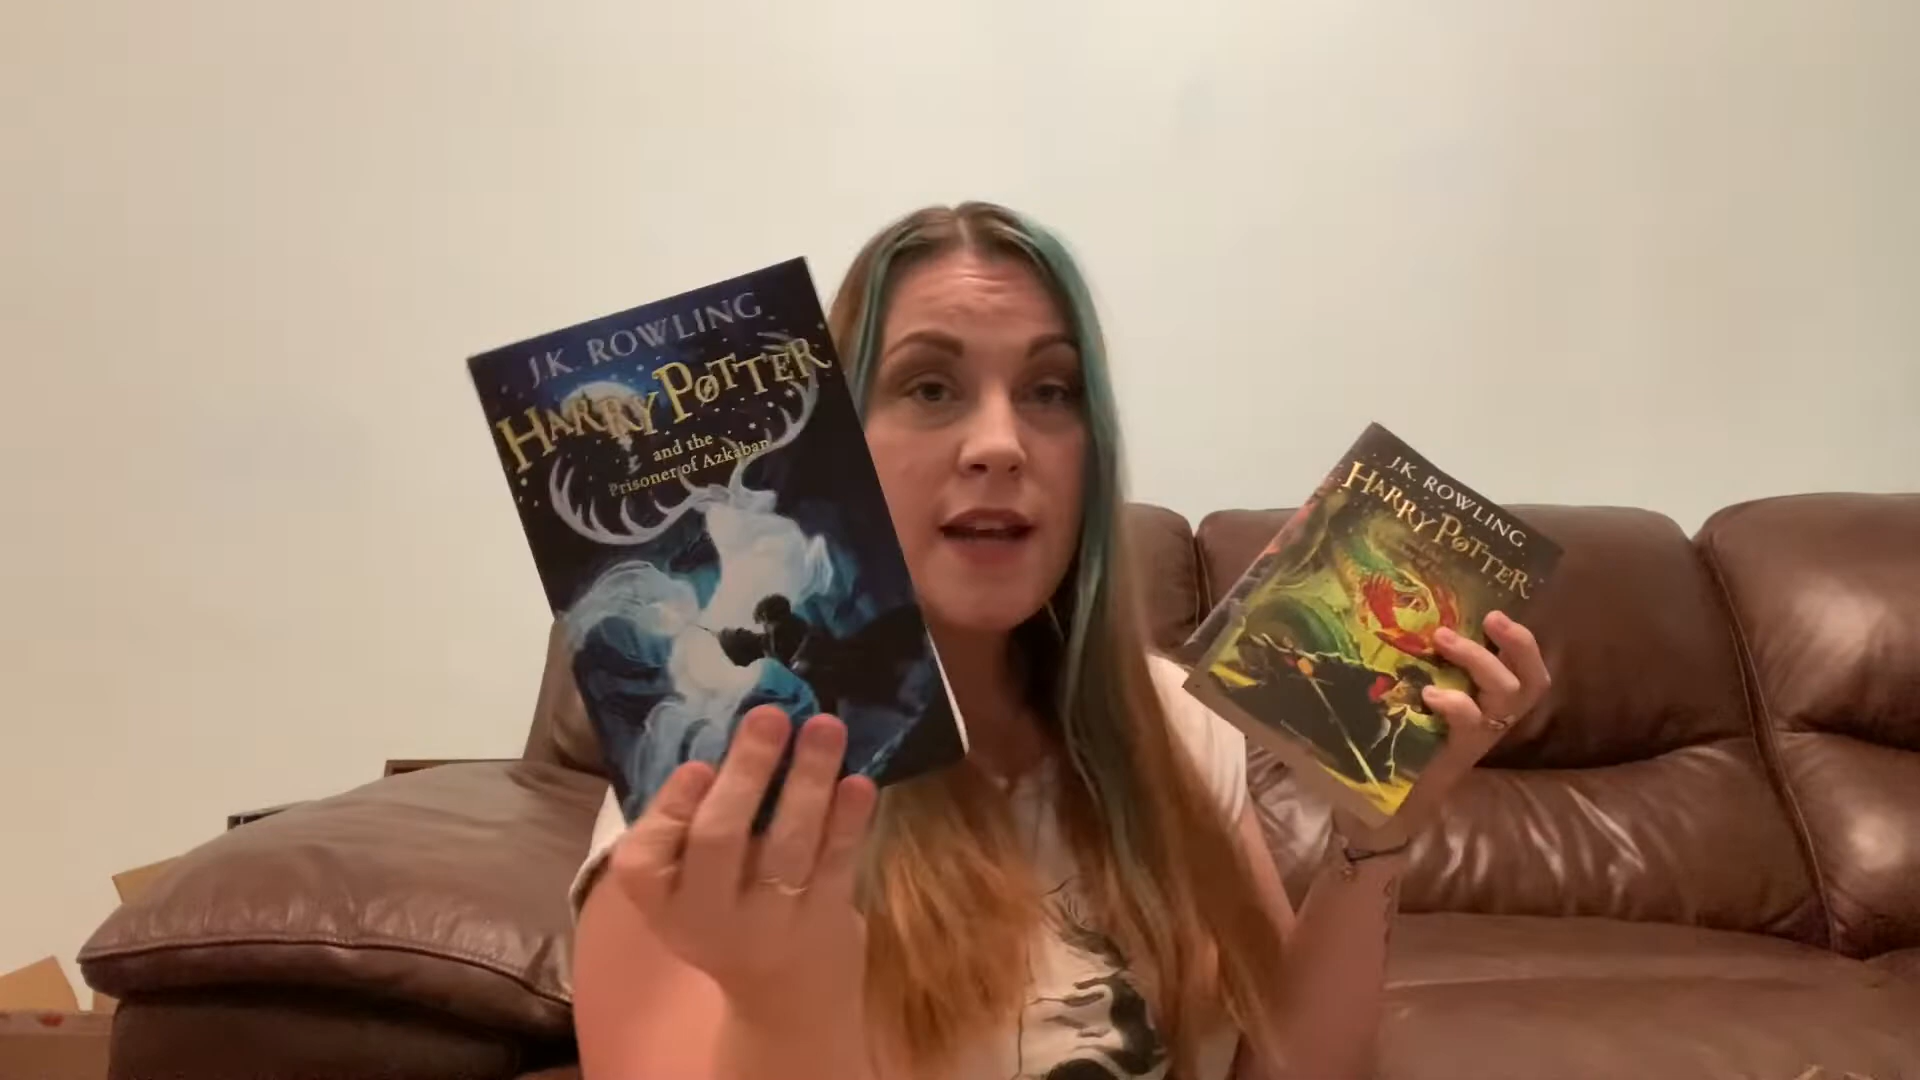 J.K. ROWLING
HARRY POTTER
and the
Prisoner of Azkaban
J.K. ROWLING
HARRY POTTER